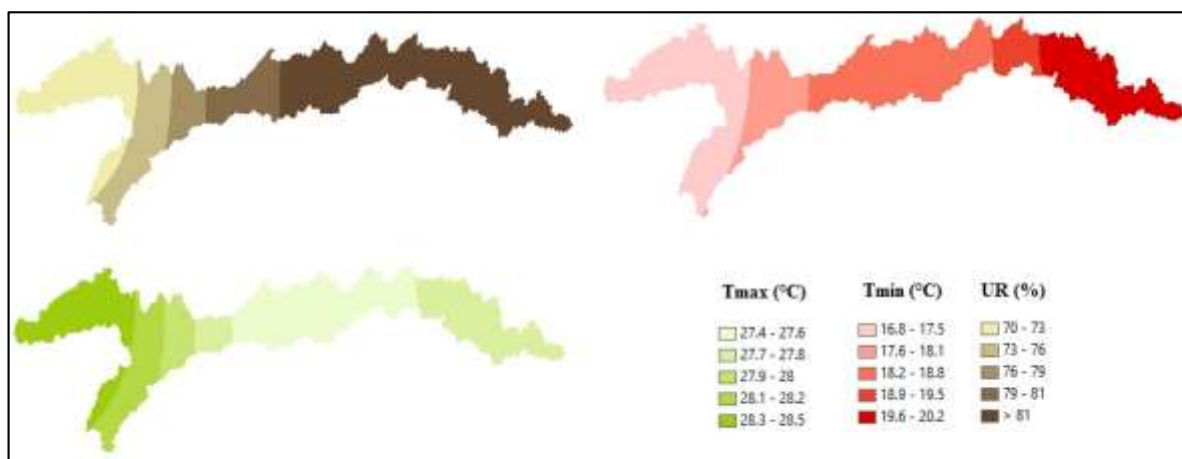 Tmax (°C) Tmin (°C) UR (%)
27.4 - 27.6 16.8 - 17.5 70 - 73
27.7 - 27.8 17.6 - 18.1 73 - 76
27.9 - 28 18.2 - 18.8 76 - 79
28.1 - 28.2 18.9 - 19.5 79 - 81
28.3 - 28.5 19.6 - 20.2 > 81